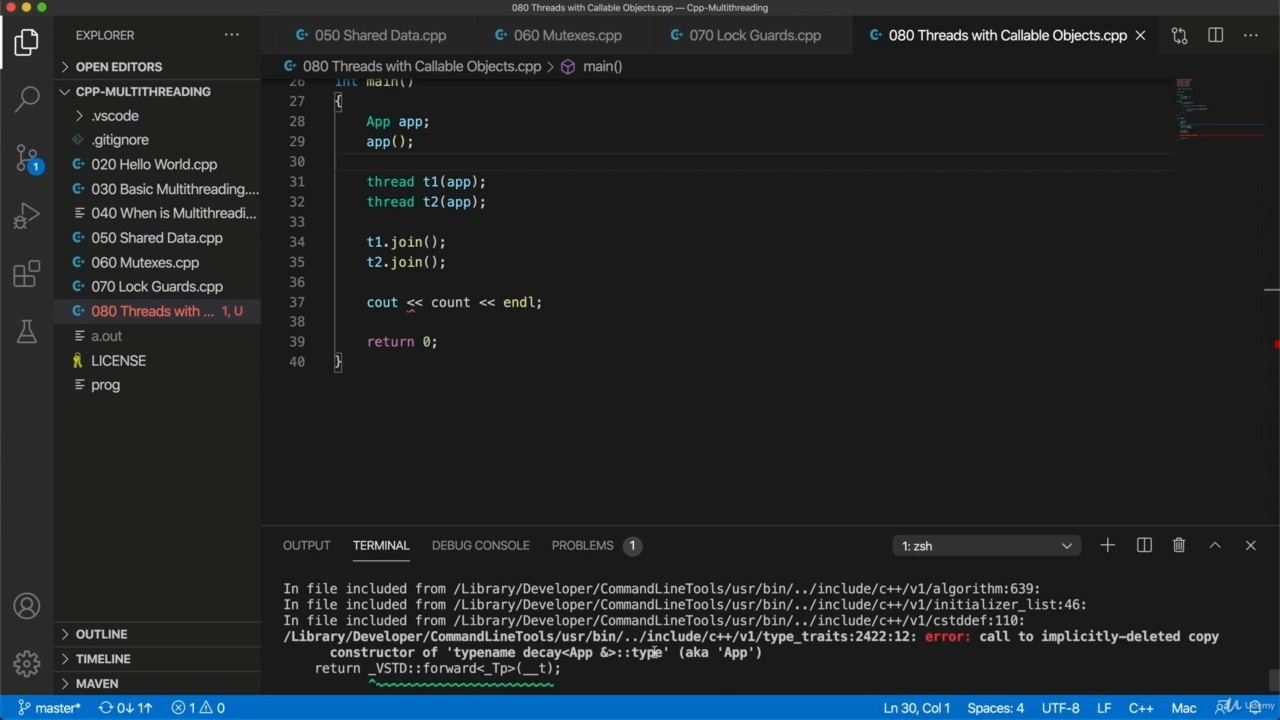 080 Threads with Callable Objects.cpp — Cpp-Multithreading
EXPLORER
050 Shared Data.cpp
060 Mutexes.cpp
070 Lock Guards.cpp
080 Threads with Callable Objects.cpp
OPEN EDITORS
080 Threads with Callable Objects.cpp > main()
CPP-MULTITHREADING
.vscode
.gitignore
020 Hello World.cpp
030 Basic Multithreading....
040 When is Multithreadi...
050 Shared Data.cpp
060 Mutexes.cpp
070 Lock Guards.cpp
080 Threads with ... 1, U
a.out
LICENSE
prog
OUTLINE
TIMELINE
MAVEN
1
26 int main()
27 {
28 App app;
29 app();
30
31 thread t1(app);
32 thread t2(app);
33
34 t1.join();
35 t2.join();
36
37 cout << count << endl;
38
39 return 0;
40 }
OUTPUT TERMINAL DEBUG CONSOLE PROBLEMS 1
1: zsh
In file included from /Library/Developer/CommandLineTools/usr/bin/../include/c++/v1/algorithm:639:
In file included from /Library/Developer/CommandLineTools/usr/bin/../include/c++/v1/initializer_list:46:
In file included from /Library/Developer/CommandLineTools/usr/bin/../include/c++/v1/cstddef:110:
/Library/Developer/CommandLineTools/usr/bin/../include/c++/v1/type_traits:2422:12: error: call to implicitly-deleted copy
constructor of 'typename decay<App &>::type' (aka 'App')
return _VSTD::forward<_Tp>(__t);
master* 0↓ 1↑ 1 0
Ln 30, Col 1 Spaces: 4 UTF-8 LF C++ Mac
Udemy